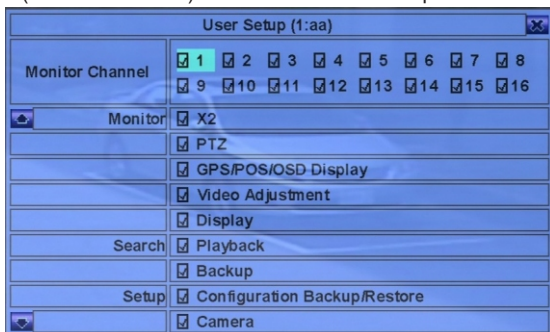 User Setup (1:aa)
Monitor Channel
1 2 3 4 5 6 7 8
9 10 11 12 13 14 15 16
Monitor X2
PTZ
GPS/POS/OSD Display
Video Adjustment
Display
Search Playback
Backup
Setup Configuration Backup/Restore
Camera